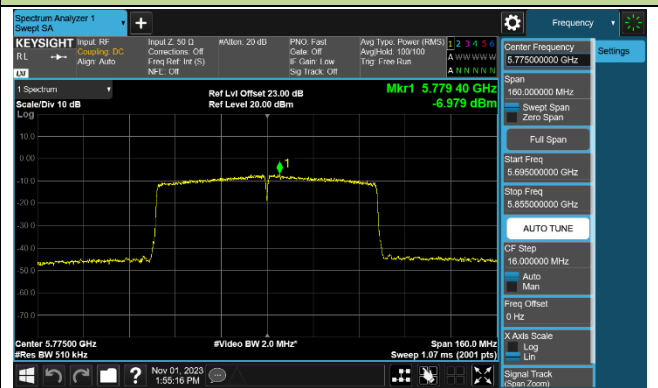 Spectrum Analyzer 1
Swept SA
Frequency
KEYSIGHT
RL
LXI
Input: RF
Coupling: DC
Align: Auto
Input Z: 50 Ω
Corrections: Off
Freq Ref: Int (S)
NFE: Off
#Atten: 20 dB
PNO: Fast
Gate: Off
IF Gain: Low
Sig Track: Off
Avg Type: Power (RMS)
Avg|Hold: 100/100
Trig: Free Run
1 2 3 4 5 6
A W W W W W
A N N N N N
1 Spectrum
Scale/Div 10 dB
Log
Ref Lvl Offset 23.00 dB
Ref Level 20.00 dBm
Mkr1 5.779 40 GHz
-6.979 dBm
1
10.0
0.00
-10.0
-20.0
-30.0
-40.0
-50.0
-60.0
-70.0
Center 5.77500 GHz
#Res BW 510 kHz
#Video BW 2.0 MHz*
Span 160.0 MHz
Sweep 1.07 ms (2001 pts)
Center Frequency
5.775000000 GHz
Settings
Span
160.000000 MHz
Swept Span
Zero Span
Full Span
Start Freq
5.695000000 GHz
Stop Freq
5.855000000 GHz
AUTO TUNE
CF Step
16.000000 MHz
Auto
Man
Freq Offset
0 Hz
X Axis Scale
Log
Lin
Signal Track
(Span Zoom)
Nov 01, 2023
1:55:16 PM